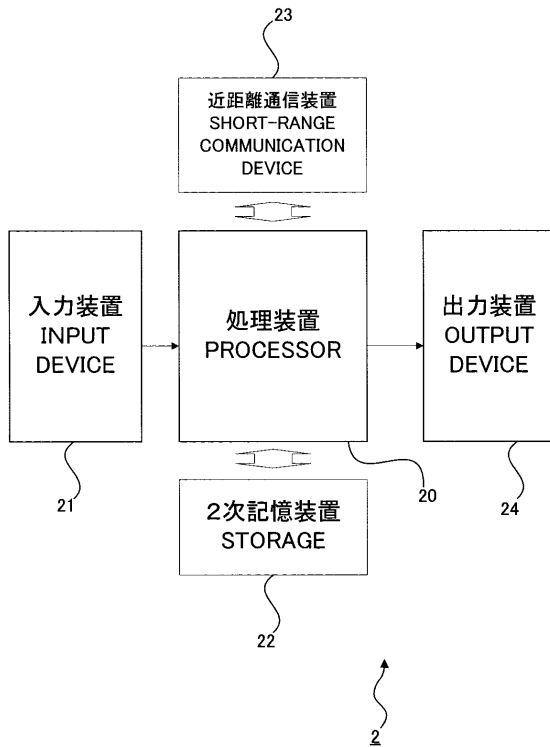 23
近距離通信装置
SHORT-RANGE
COMMUNICATION
DEVICE
入力装置
INPUT
DEVICE
処理装置
PROCESSOR
出力装置
OUTPUT
DEVICE
21
20
24
2次記憶装置
STORAGE
22
2